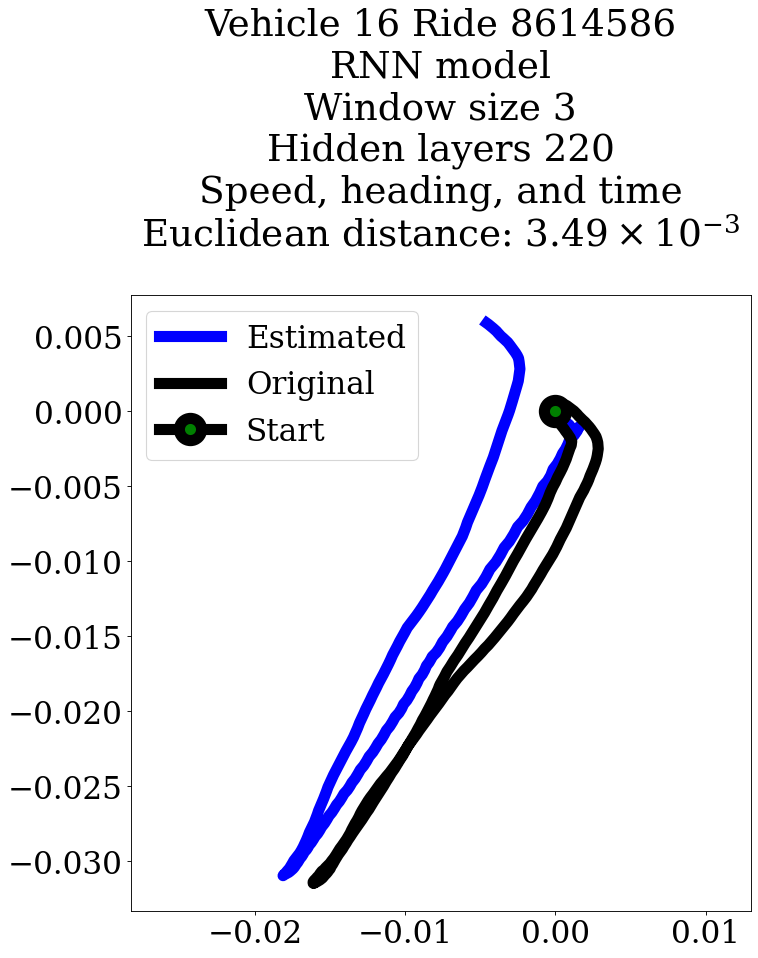 Vehicle 16 Ride 8614586
RNN model
Window size 3
Hidden layers 220
Speed, heading, and time
Euclidean distance: 3.49 × 10⁻³
Estimated
Original
Start
0.005
0.000
−0.005
−0.010
−0.015
−0.020
−0.025
−0.030
−0.02 −0.01 0.00 0.01